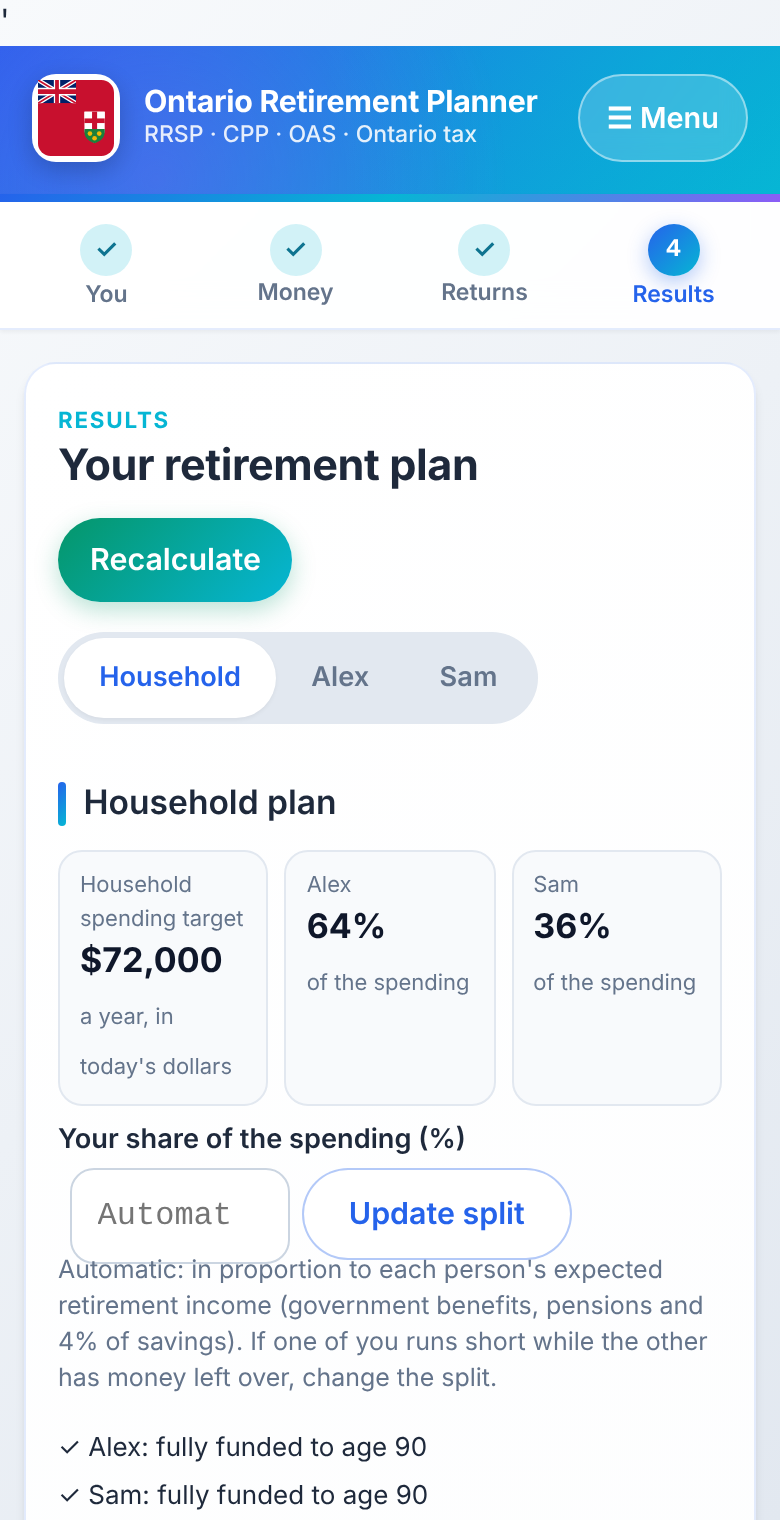 '
Ontario Retirement Planner
RRSP · CPP · OAS · Ontario tax
☰ Menu
✓ You
✓ Money
✓ Returns
4 Results
RESULTS
Your retirement plan
Recalculate
Household Alex Sam
Household plan
Household
spending target
$72,000
a year, in
today's dollars
Alex
64%
of the spending
Sam
36%
of the spending
Your share of the spending (%)
Automat
Update split
Automatic: in proportion to each person's expected
retirement income (government benefits, pensions and
4% of savings). If one of you runs short while the other
has money left over, change the split.
✓ Alex: fully funded to age 90
✓ Sam: fully funded to age 90